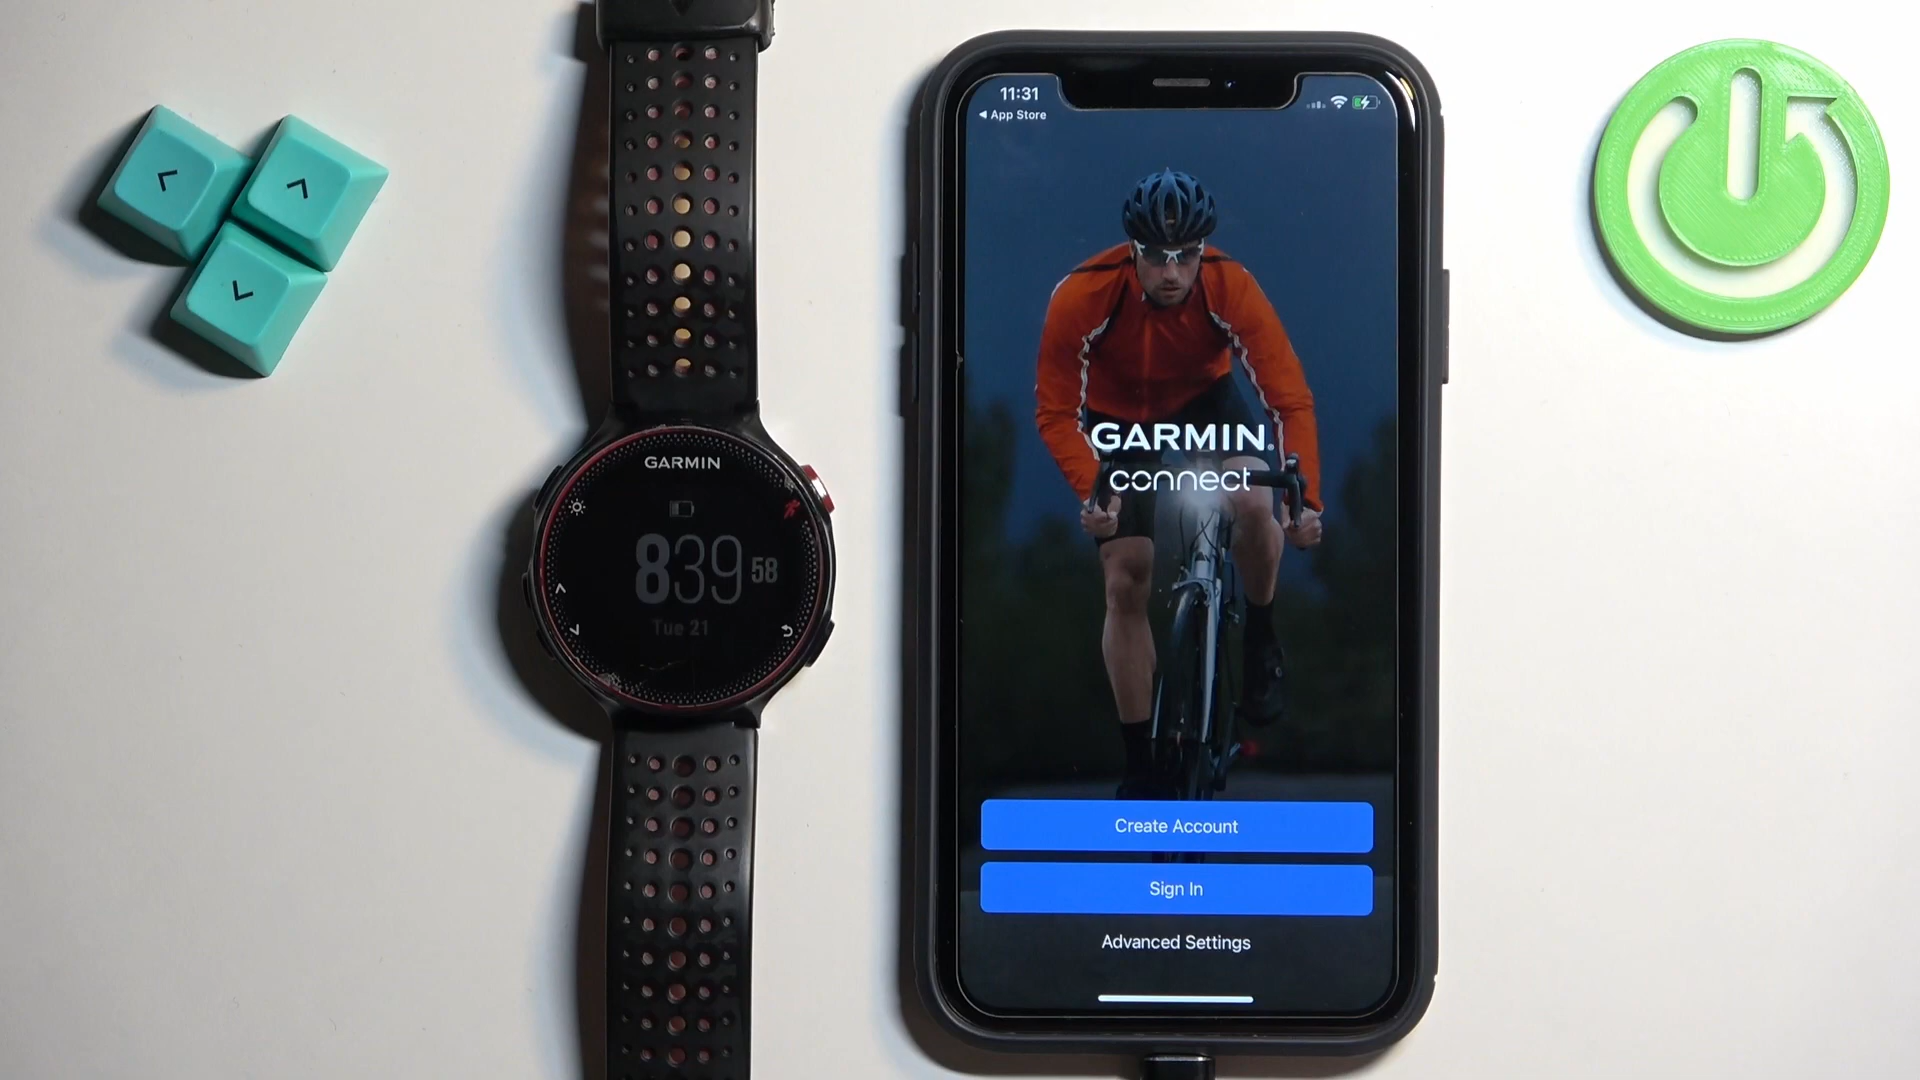 GARMIN
839 58
Tue 21
11:31
App Store
GARMIN
connect
Create Account
Sign In
Advanced Settings